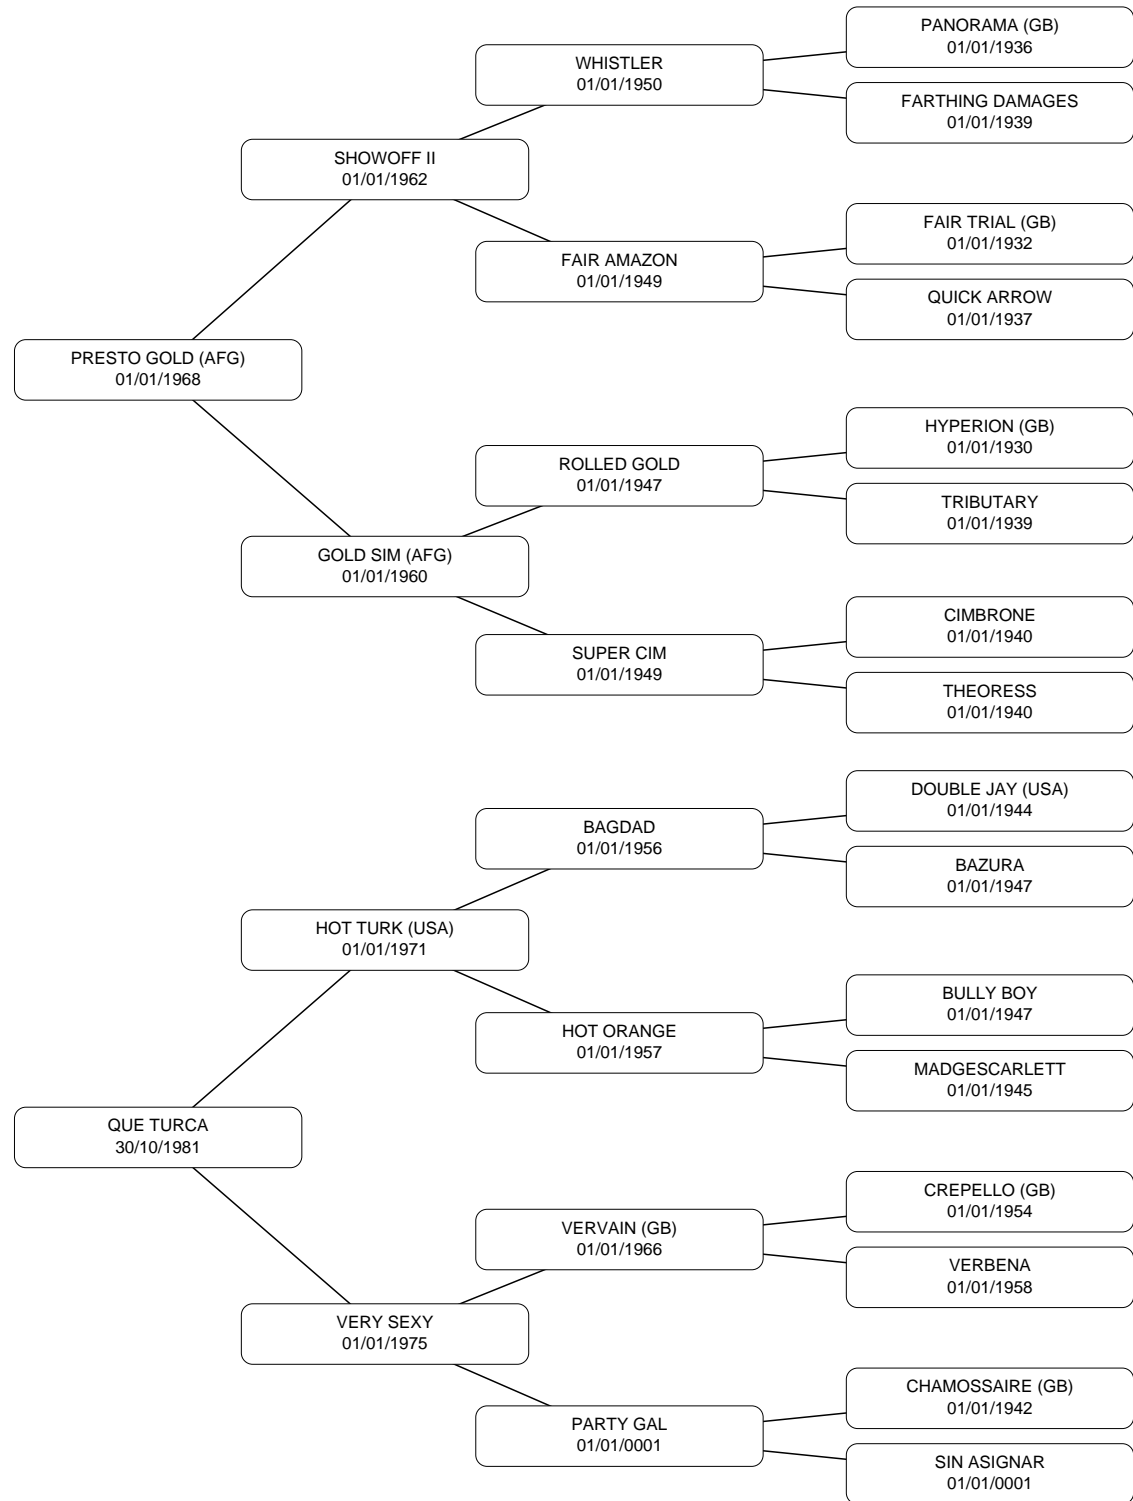 PANORAMA (GB)
01/01/1936
WHISTLER
01/01/1950
FARTHING DAMAGES
01/01/1939
SHOWOFF II
01/01/1962
FAIR TRIAL (GB)
01/01/1932
FAIR AMAZON
01/01/1949
QUICK ARROW
01/01/1937
PRESTO GOLD (AFG)
01/01/1968
HYPERION (GB)
01/01/1930
ROLLED GOLD
01/01/1947
TRIBUTARY
01/01/1939
GOLD SIM (AFG)
01/01/1960
CIMBRONE
01/01/1940
SUPER CIM
01/01/1949
THEORESS
01/01/1940
DOUBLE JAY (USA)
01/01/1944
BAGDAD
01/01/1956
BAZURA
01/01/1947
HOT TURK (USA)
01/01/1971
BULLY BOY
01/01/1947
HOT ORANGE
01/01/1957
MADGESCARLETT
01/01/1945
QUE TURCA
30/10/1981
CREPELLO (GB)
01/01/1954
VERVAIN (GB)
01/01/1966
VERBENA
01/01/1958
VERY SEXY
01/01/1975
CHAMOSSAIRE (GB)
01/01/1942
PARTY GAL
01/01/0001
SIN ASIGNAR
01/01/0001